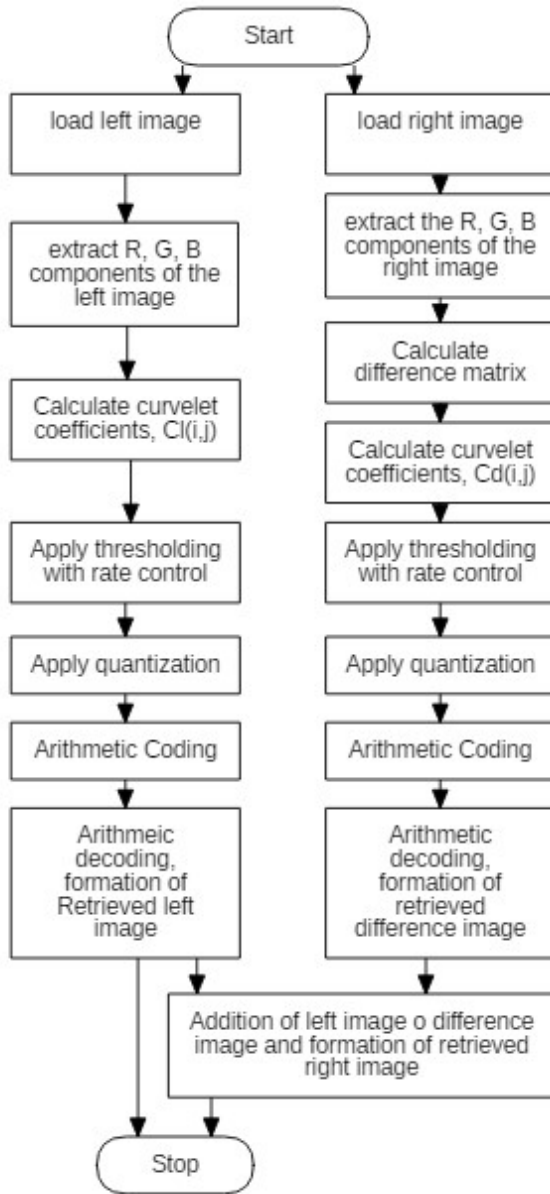 Start
load left image
extract R, G, B
components of the
left image
Calculate curvelet
coefficients, Cl(i,j)
Apply thresholding
with rate control
Apply quantization
Arithmetic Coding
Arithmeic
decoding,
formation of
Retrieved left
image
load right image
extract the R, G, B
components of the
right image
Calculate
difference matrix
Calculate curvelet
coefficients, Cd(i,j)
Apply thresholding
with rate control
Apply quantization
Arithmetic Coding
Arithmetic
decoding,
formation of
retrieved
difference image
Addition of left image o difference
image and formation of retrieved
right image
Stop